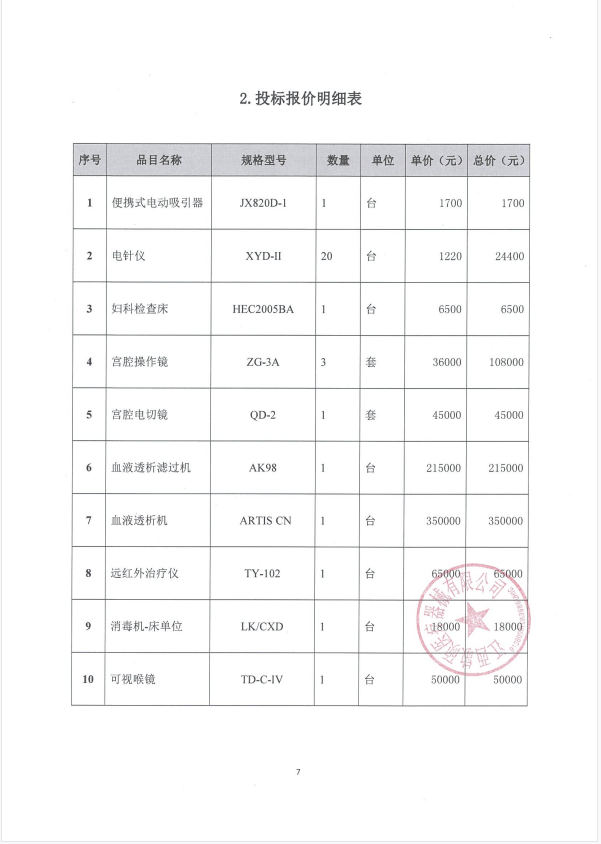 2.投标报价明细表
序号 品目名称 规格型号 数量 单位 单价（元） 总价（元）
1 便携式电动吸引器 JX820D-1 1 台 1700 1700
2 电针仪 XYD-II 20 台 1220 24400
3 妇科检查床 HEC2005BA 1 台 6500 6500
4 宫腔操作镜 ZG-3A 3 套 36000 108000
5 宫腔电切镜 QD-2 1 套 45000 45000
6 血液透析滤过机 AK98 1 台 215000 215000
7 血液透析机 ARTIS CN 1 台 350000 350000
8 远红外治疗仪 TY-102 1 台 65000 65000
9 消毒机-床单位 LK/CXD 1 台 18000 18000
10 可视喉镜 TD-C-IV 1 台 50000 50000
器械有限公司
7